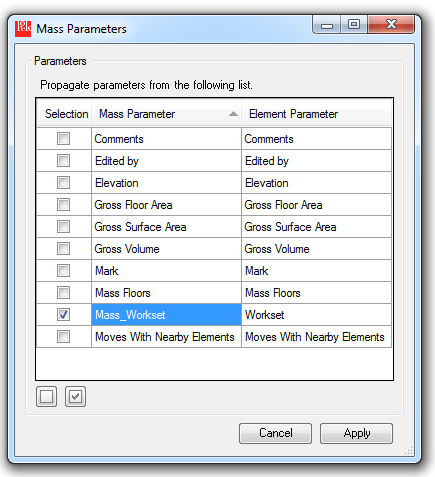 Mass Parameters
Parameters
Propagate parameters from the following list.
Selection Mass Parameter Element Parameter
Comments Comments
Edited by Edited by
Elevation Elevation
Gross Floor Area Gross Floor Area
Gross Surface Area Gross Surface Area
Gross Volume Gross Volume
Mark Mark
Mass Floors Mass Floors
Mass_Workset Workset
Moves With Nearby Elements Moves With Nearby Elements
Cancel Apply